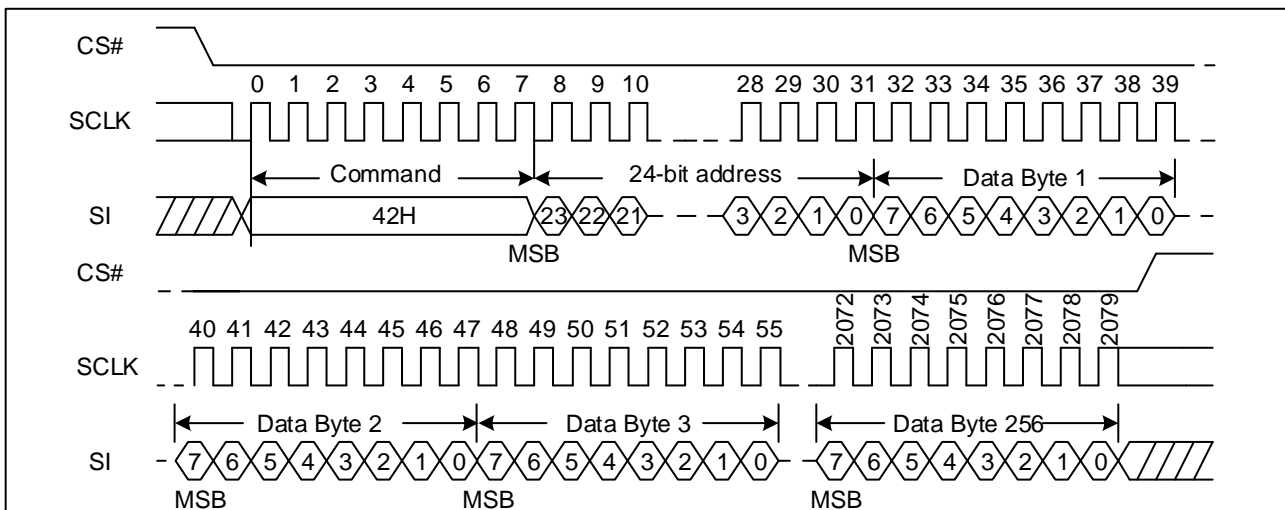 CS#
0 1 2 3 4 5 6 7 8 9 10 28 29 30 31 32 33 34 35 36 37 38 39
SCLK
Command 24-bit address Data Byte 1
SI 42H 23 22 21 3 2 1 0 7 6 5 4 3 2 1 0
MSB MSB
CS#
40 41 42 43 44 45 46 47 48 49 50 51 52 53 54 55 2072 2073 2074 2075 2076 2077 2078 2079
SCLK
Data Byte 2 Data Byte 3 Data Byte 256
SI 7 6 5 4 3 2 1 0 7 6 5 4 3 2 1 0 7 6 5 4 3 2 1 0
MSB MSB MSB